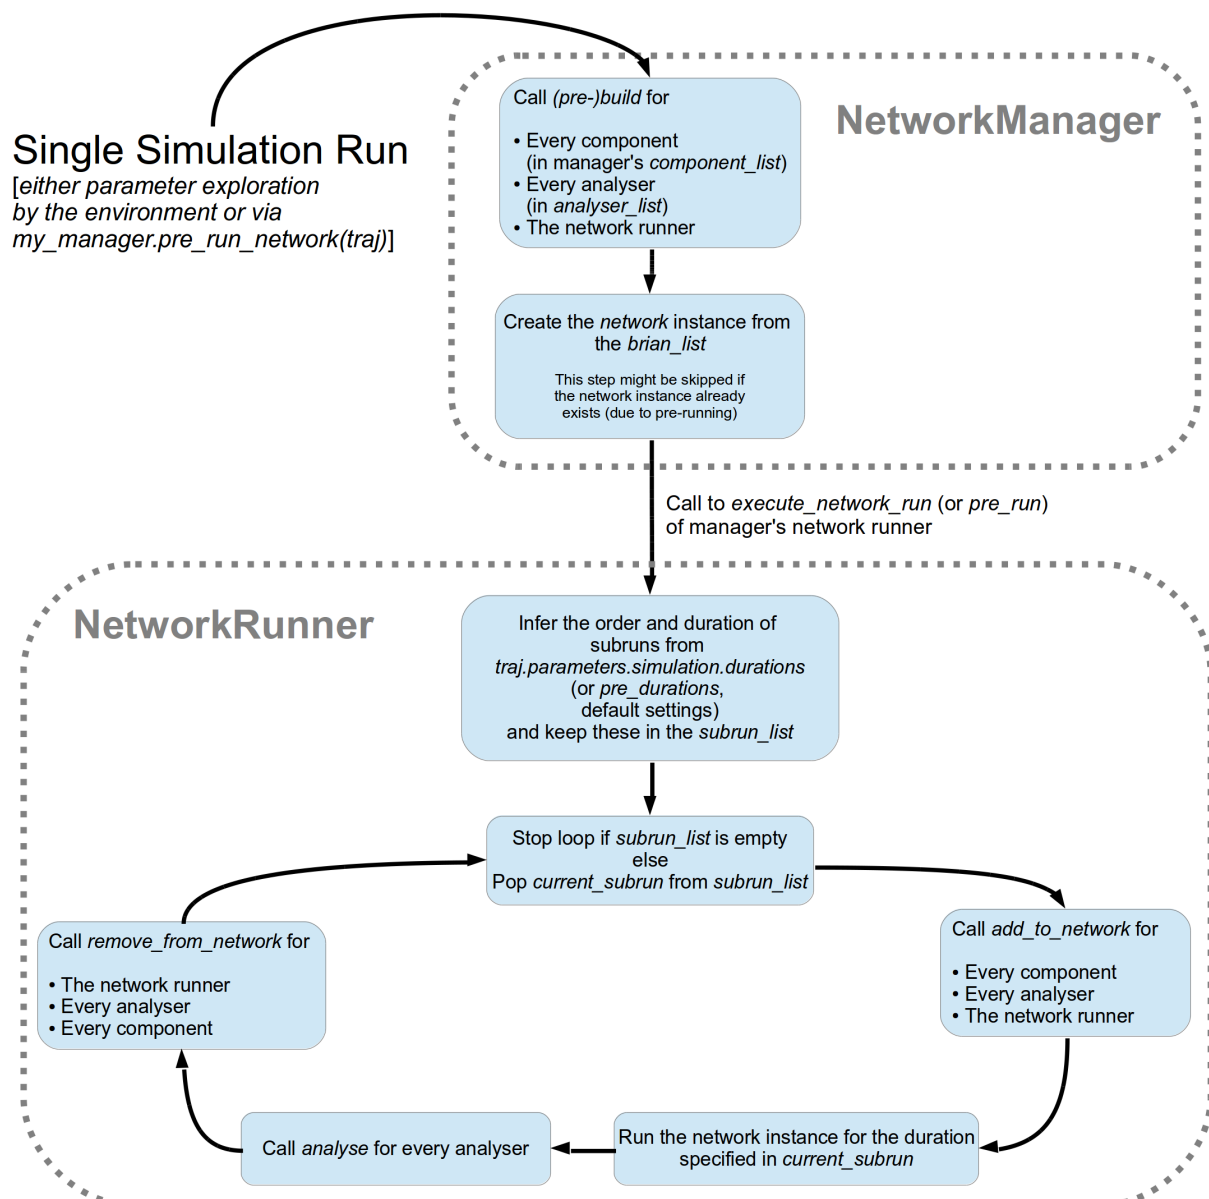 Single Simulation Run
[either parameter exploration
by the environment or via
my_manager.pre_run_network(traj)]
NetworkManager
Call (pre-)build for
• Every component
(in manager's component_list)
• Every analyser
(in analyser_list)
• The network runner
Create the network instance from
the brian_list
This step might be skipped if
the network instance already
exists (due to pre-running)
Call to execute_network_run (or pre_run)
of manager's network runner
NetworkRunner
Infer the order and duration of
subruns from
traj.parameters.simulation.durations
(or pre_durations,
default settings)
and keep these in the subrun_list
Stop loop if subrun_list is empty
else
Pop current_subrun from subrun_list
Call add_to_network for
• Every component
• Every analyser
• The network runner
Run the network instance for the duration
specified in current_subrun
Call analyse for every analyser
Call remove_from_network for
• The network runner
• Every analyser
• Every component